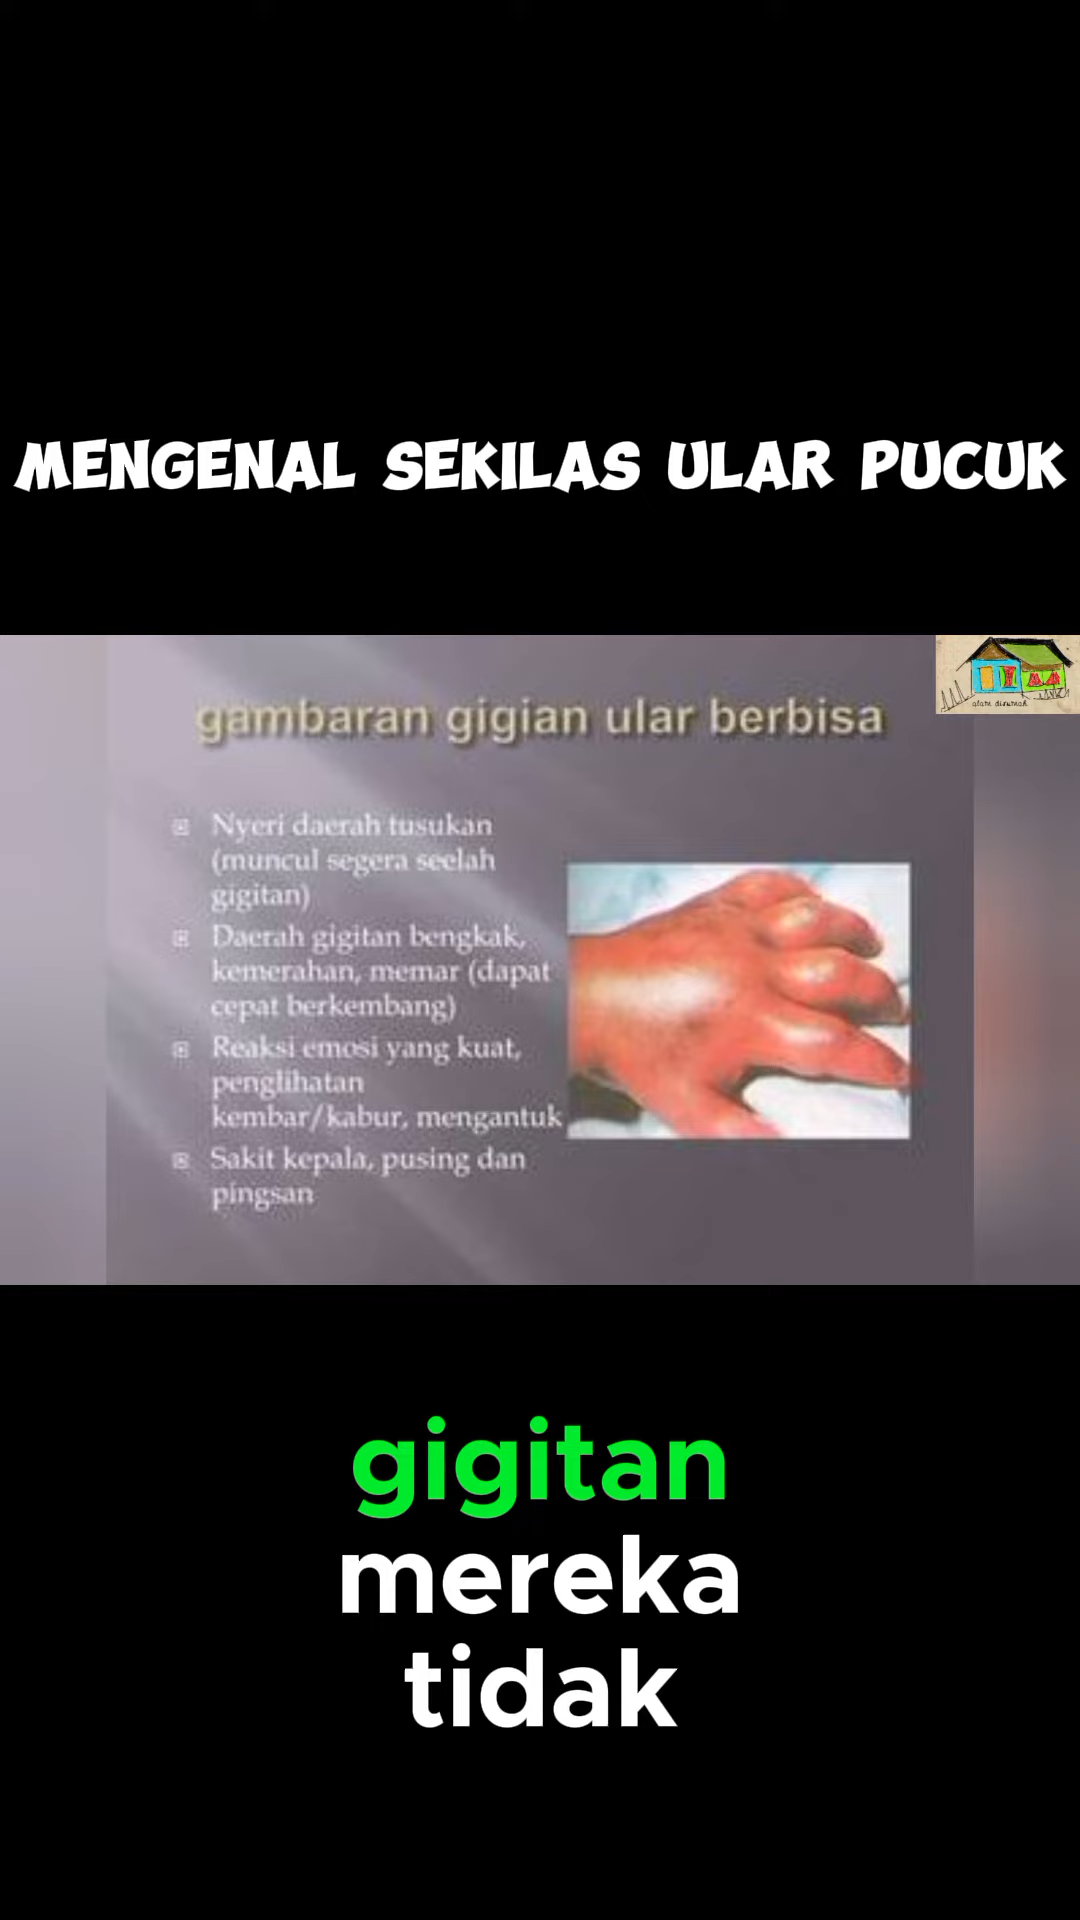 MENGENAL SEKILAS ULAR PUCUK
gambaran gigian ular berbisa
Nyeri daerah tusukan
(muncul segera seelah
gigitan)
Daerah gigitan bengkak,
kemerahan, memar (dapat
cepat berkembang)
Reaksi emosi yang kuat,
penglihatan
kembar/kabur, mengantuk
Sakit kepala, pusing dan
pingsan
gigitan
mereka
tidak